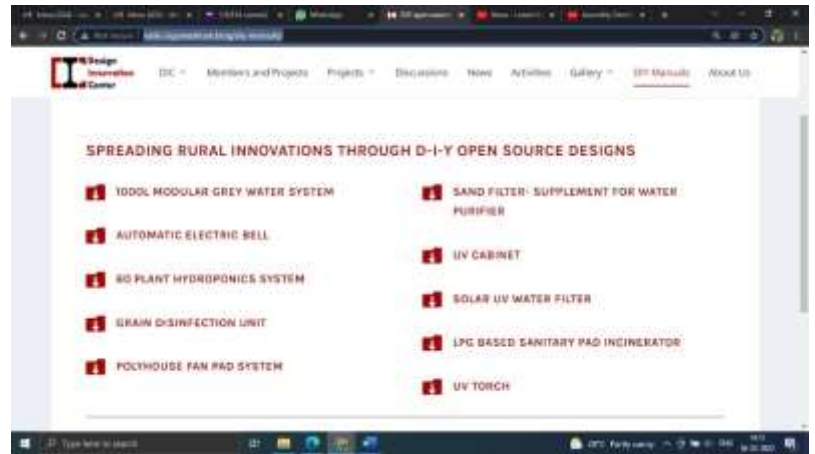 Design
Innovation
Center
DIC
Members and Projects
Projects
Discussions
News
Activities
Gallery
DIY Manuals
About Us
SPREADING RURAL INNOVATIONS THROUGH D-I-Y OPEN SOURCE DESIGNS
1000L MODULAR GREY WATER SYSTEM
AUTOMATIC ELECTRIC BELL
60 PLANT HYDROPONICS SYSTEM
GRAIN DISINFECTION UNIT
POLYHOUSE FAN PAD SYSTEM
SAND FILTER- SUPPLEMENT FOR WATER
PURIFIER
UV CABINET
SOLAR UV WATER FILTER
LPG BASED SANITARY PAD INCINERATOR
UV TORCH
Type here to search